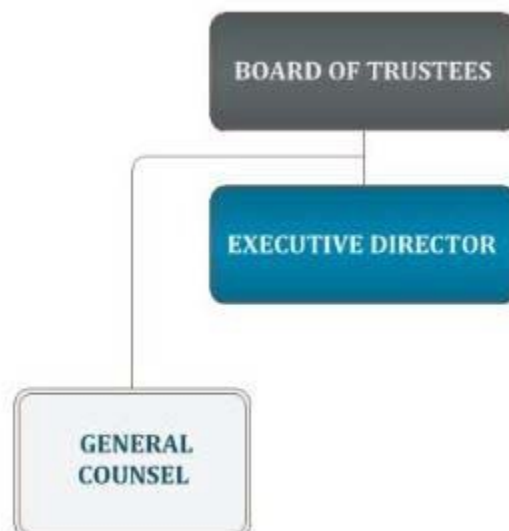 BOARD OF TRUSTEES
EXECUTIVE DIRECTOR
GENERAL
COUNSEL